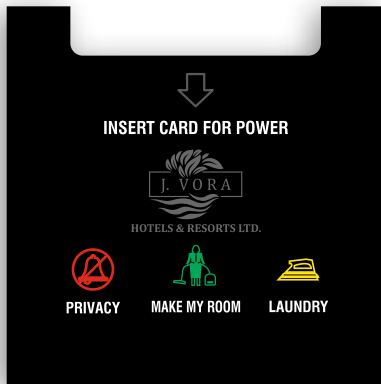 INSERT CARD FOR POWER
J. VORA
HOTELS & RESORTS LTD.
PRIVACY
MAKE MY ROOM
LAUNDRY